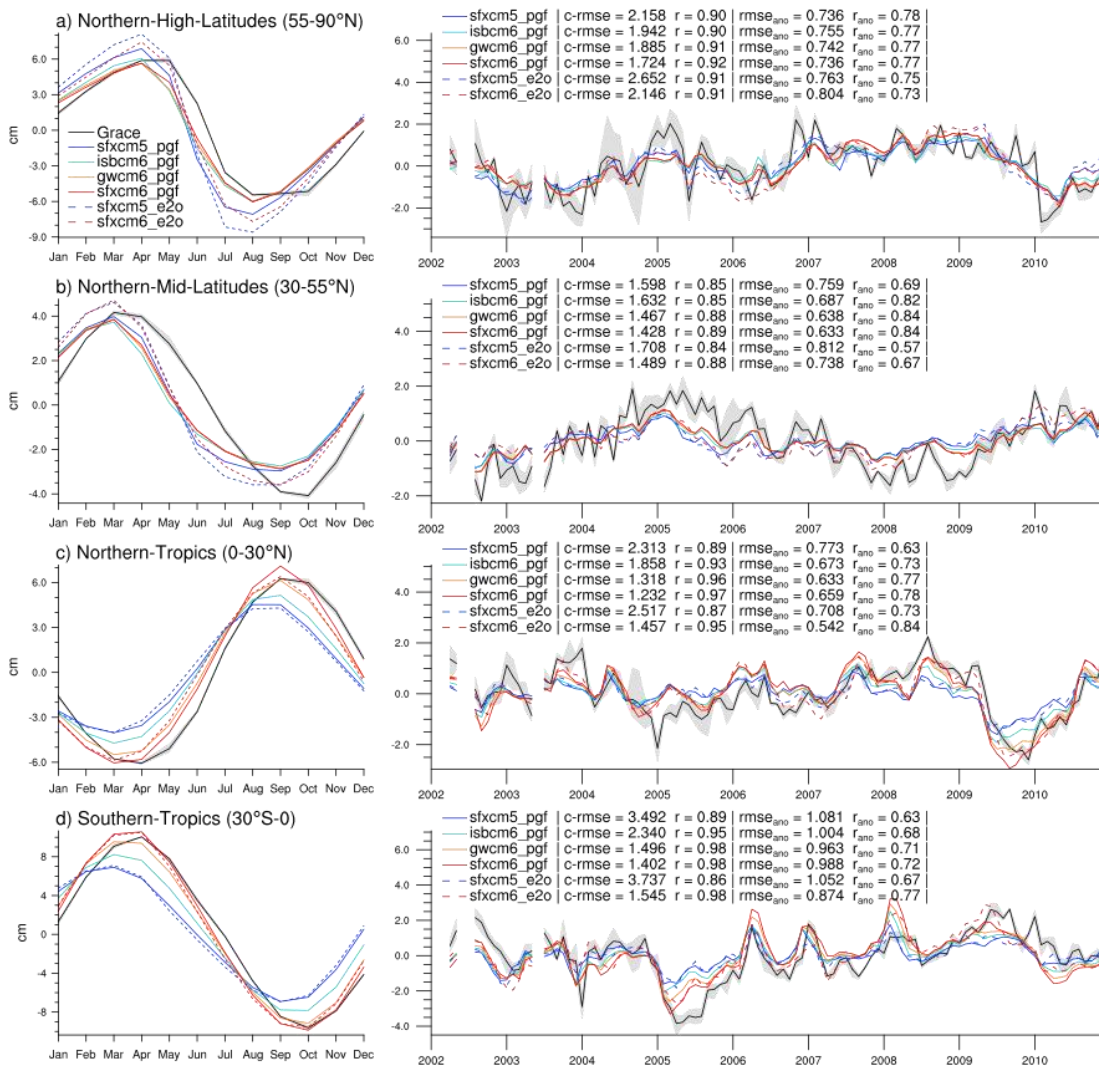 a) Northern-High-Latitudes (55-90°N)
6.0
3.0
0.0
-3.0
-6.0
-9.0
cm
Grace
sfxcm5_pgf
isbcm6_pgf
gwcm6_pgf
sfxcm6_pgf
sfxcm5_e2o
sfxcm6_e2o
Jan Feb Mar Apr May Jun Jul Aug Sep Oct Nov Dec
sfxcm5_pgf | c-rmse = 2.158 r = 0.90 | rmse_ano = 0.736 r_ano = 0.78 |
isbcm6_pgf | c-rmse = 1.942 r = 0.90 | rmse_ano = 0.755 r_ano = 0.77 |
gwcm6_pgf | c-rmse = 1.885 r = 0.91 | rmse_ano = 0.742 r_ano = 0.77 |
sfxcm6_pgf | c-rmse = 1.724 r = 0.92 | rmse_ano = 0.736 r_ano = 0.77 |
sfxcm5_e2o | c-rmse = 2.652 r = 0.91 | rmse_ano = 0.763 r_ano = 0.75 |
sfxcm6_e2o | c-rmse = 2.146 r = 0.91 | rmse_ano = 0.804 r_ano = 0.73 |
6.0
4.0
2.0
0.0
-2.0
2002 2003 2004 2005 2006 2007 2008 2009 2010
b) Northern-Mid-Latitudes (30-55°N)
4.0
2.0
0.0
-2.0
-4.0
cm
Jan Feb Mar Apr May Jun Jul Aug Sep Oct Nov Dec
sfxcm5_pgf | c-rmse = 1.598 r = 0.85 | rmse_ano = 0.759 r_ano = 0.69 |
isbcm6_pgf | c-rmse = 1.632 r = 0.85 | rmse_ano = 0.687 r_ano = 0.82 |
gwcm6_pgf | c-rmse = 1.467 r = 0.88 | rmse_ano = 0.638 r_ano = 0.84 |
sfxcm6_pgf | c-rmse = 1.428 r = 0.89 | rmse_ano = 0.633 r_ano = 0.84 |
sfxcm5_e2o | c-rmse = 1.708 r = 0.84 | rmse_ano = 0.812 r_ano = 0.57 |
sfxcm6_e2o | c-rmse = 1.489 r = 0.88 | rmse_ano = 0.738 r_ano = 0.67 |
4.0
2.0
0.0
-2.0
2002 2003 2004 2005 2006 2007 2008 2009 2010
c) Northern-Tropics (0-30°N)
6.0
3.0
0.0
-3.0
-6.0
cm
Jan Feb Mar Apr May Jun Jul Aug Sep Oct Nov Dec
sfxcm5_pgf | c-rmse = 2.313 r = 0.89 | rmse_ano = 0.773 r_ano = 0.63 |
isbcm6_pgf | c-rmse = 1.858 r = 0.93 | rmse_ano = 0.673 r_ano = 0.73 |
gwcm6_pgf | c-rmse = 1.318 r = 0.96 | rmse_ano = 0.633 r_ano = 0.77 |
sfxcm6_pgf | c-rmse = 1.232 r = 0.97 | rmse_ano = 0.659 r_ano = 0.78 |
sfxcm5_e2o | c-rmse = 2.517 r = 0.87 | rmse_ano = 0.708 r_ano = 0.73 |
sfxcm6_e2o | c-rmse = 1.457 r = 0.95 | rmse_ano = 0.542 r_ano = 0.84 |
4.0
2.0
0.0
-2.0
2002 2003 2004 2005 2006 2007 2008 2009 2010
d) Southern-Tropics (30°S-0)
8
4
0
-4
-8
cm
Jan Feb Mar Apr May Jun Jul Aug Sep Oct Nov Dec
sfxcm5_pgf | c-rmse = 3.492 r = 0.89 | rmse_ano = 1.081 r_ano = 0.63 |
isbcm6_pgf | c-rmse = 2.340 r = 0.95 | rmse_ano = 1.004 r_ano = 0.68 |
gwcm6_pgf | c-rmse = 1.496 r = 0.98 | rmse_ano = 0.963 r_ano = 0.71 |
sfxcm6_pgf | c-rmse = 1.402 r = 0.98 | rmse_ano = 0.988 r_ano = 0.72 |
sfxcm5_e2o | c-rmse = 3.737 r = 0.86 | rmse_ano = 1.052 r_ano = 0.67 |
sfxcm6_e2o | c-rmse = 1.545 r = 0.98 | rmse_ano = 0.874 r_ano = 0.77 |
6.0
4.0
2.0
0.0
-2.0
-4.0
2002 2003 2004 2005 2006 2007 2008 2009 2010